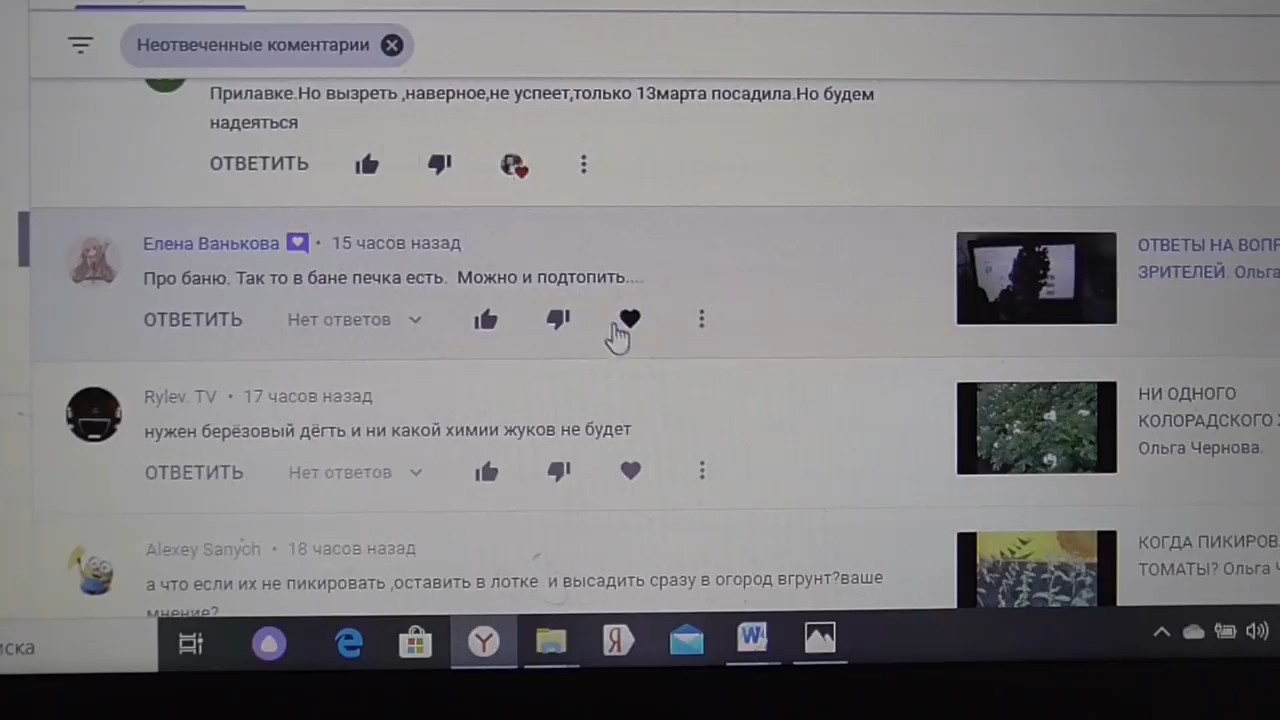 Неотвеченные коментарии
Прилавке.Но вызреть ,наверное,не успеет,только 13марта посадила.Но будем
надеяться
ОТВЕТИТЬ
Елена Ванькова • 15 часов назад
Про баню. Так то в бане печка есть. Можно и подтопить....
ОТВЕТИТЬ Нет ответов
ОТВЕТЫ НА ВОПР
ЗРИТЕЛЕЙ. Ольга
Rylev. TV • 17 часов назад
нужен берёзовый дёготь и ни какой химии жуков не будет
ОТВЕТИТЬ Нет ответов
НИ ОДНОГО
КОЛОРАДСКОГО
Ольга Чернова.
Alexey Sanych • 18 часов назад
а что если их не пикировать ,оставить в лотке и высадить сразу в огород вгрунт?ваше
мнение?
КОГДА ПИКИРОВ
ТОМАТЫ? Ольга Ч
иска